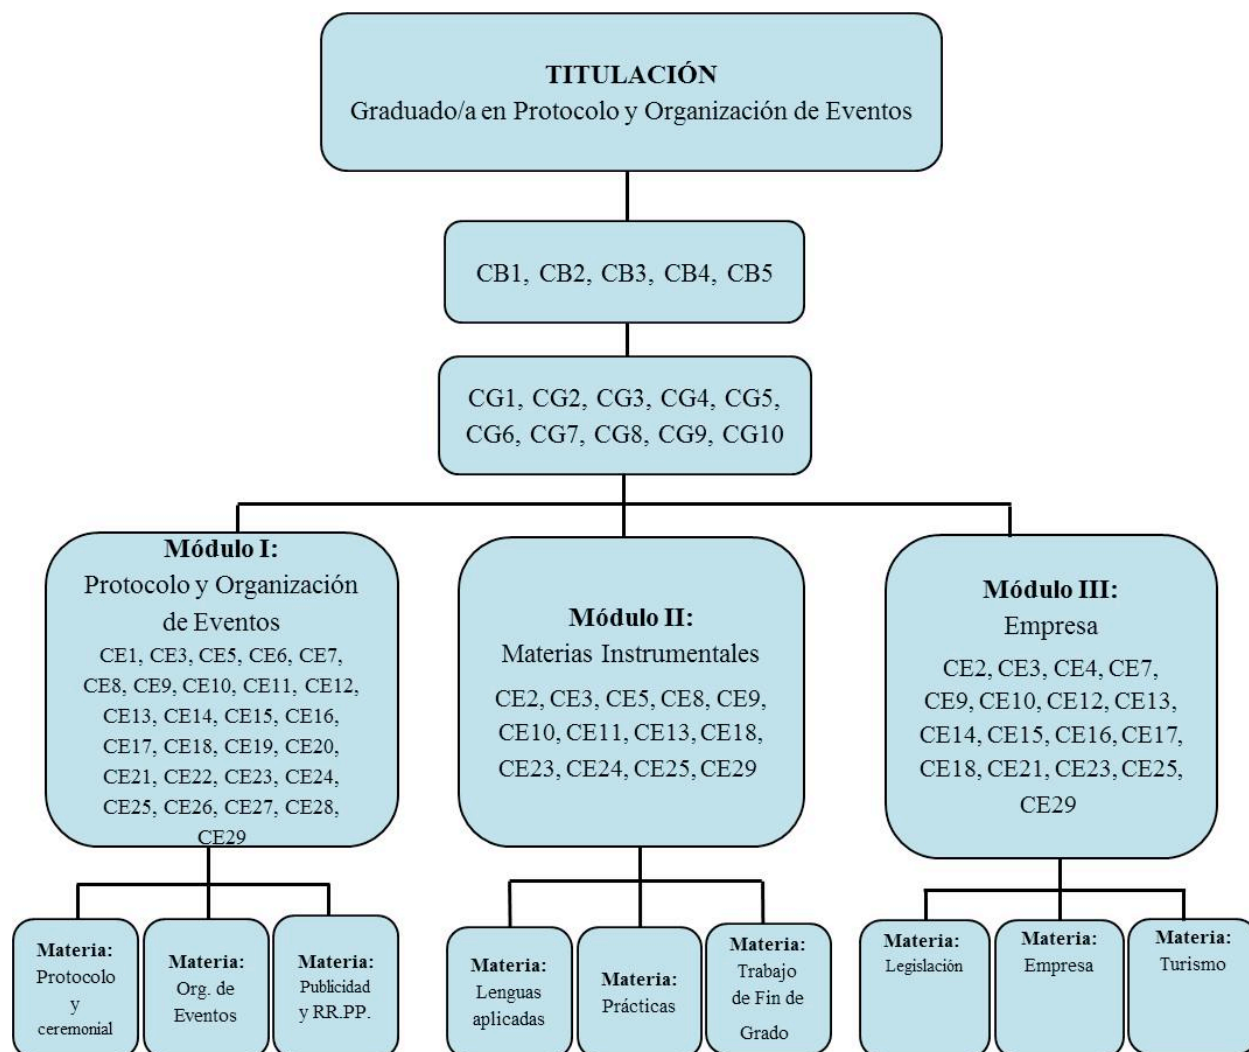 TITULACIÓN
Graduado/a en Protocolo y Organización de Eventos
CB1, CB2, CB3, CB4, CB5
CG1, CG2, CG3, CG4, CG5,
CG6, CG7, CG8, CG9, CG10
Módulo I:
Protocolo y Organización
de Eventos
CE1, CE3, CE5, CE6, CE7,
CE8, CE9, CE10, CE11, CE12,
CE13, CE14, CE15, CE16,
CE17, CE18, CE19, CE20,
CE21, CE22, CE23, CE24,
CE25, CE26, CE27, CE28,
CE29
Módulo II:
Materias Instrumentales
CE2, CE3, CE5, CE8, CE9,
CE10, CE11, CE13, CE18,
CE23, CE24, CE25, CE29
Módulo III:
Empresa
CE2, CE3, CE4, CE7,
CE9, CE10, CE12, CE13,
CE14, CE15, CE16, CE17,
CE18, CE21, CE23, CE25,
CE29
Materia:
Protocolo
y
ceremonial
Materia:
Org. de
Eventos
Materia:
Publicidad
y RR.PP.
Materia:
Lenguas
aplicadas
Materia:
Prácticas
Materia:
Trabajo
de Fin de
Grado
Materia:
Legislación
Materia:
Empresa
Materia:
Turismo